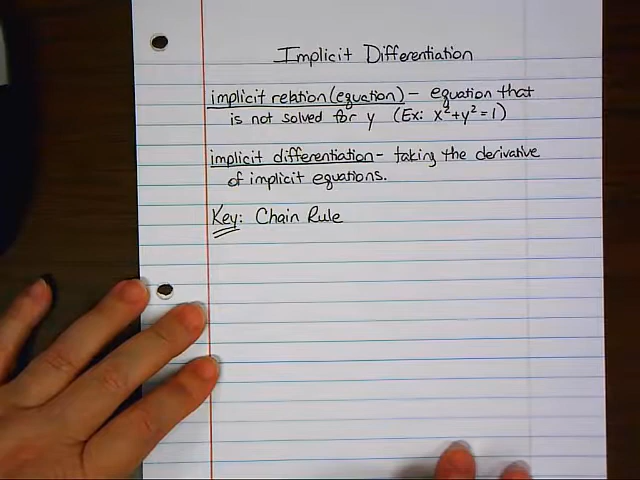 Implicit Differentiation
implicit relation (equation) - equation that
is not solved for y (Ex: x²+y²=1)
implicit differentiation - taking the derivative
of implicit equations.
Key: Chain Rule